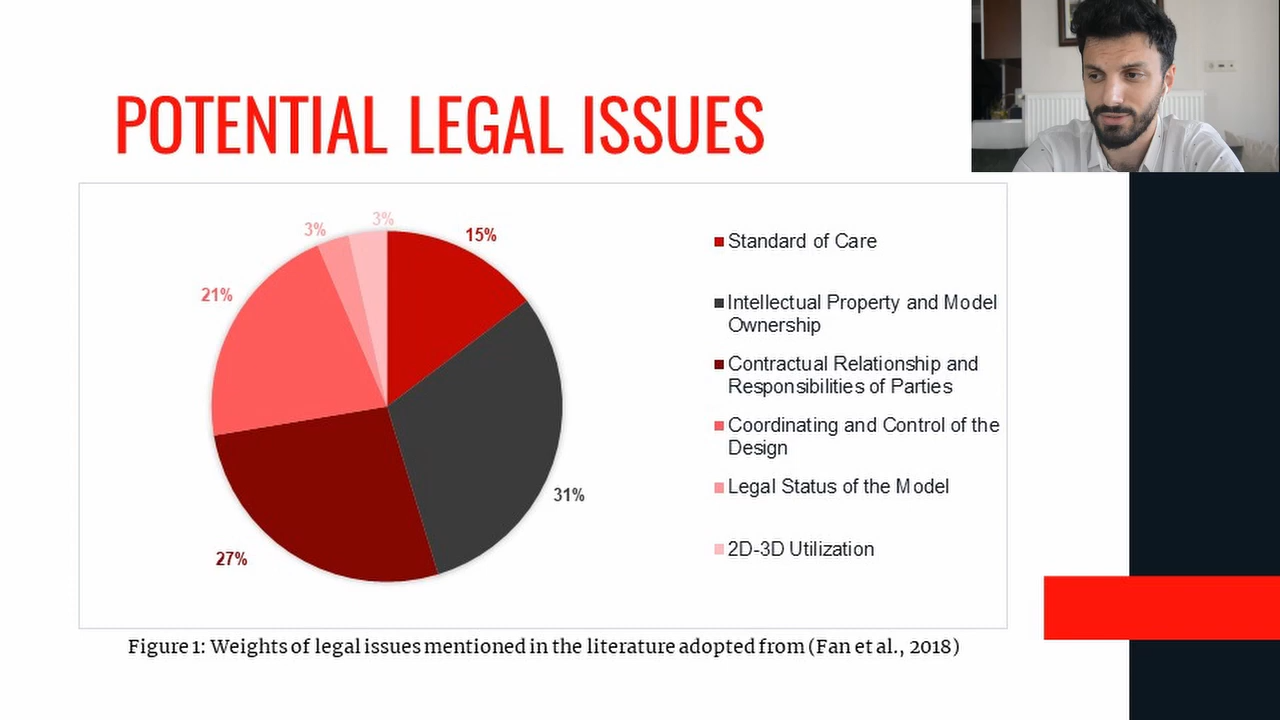 POTENTIAL LEGAL ISSUES
3%
3%
15%
21%
31%
27%
Standard of Care
Intellectual Property and Model
Ownership
Contractual Relationship and
Responsibilities of Parties
Coordinating and Control of the
Design
Legal Status of the Model
2D-3D Utilization
Figure 1: Weights of legal issues mentioned in the literature adopted from (Fan et al., 2018)